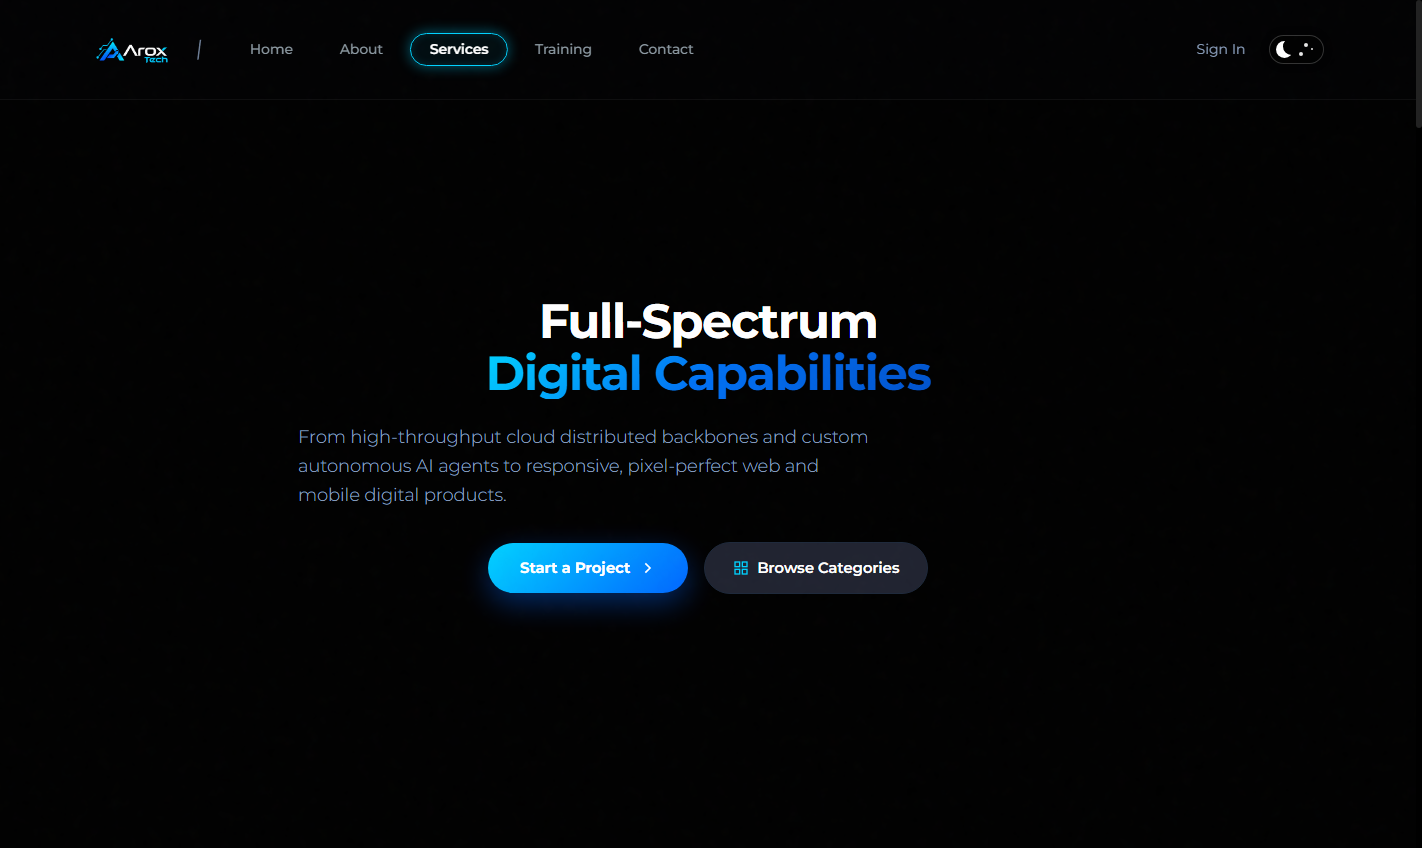 Arox
Tech
Home
About
Services
Training
Contact
Sign In
Full-Spectrum
Digital Capabilities
From high-throughput cloud distributed backbones and custom
autonomous AI agents to responsive, pixel-perfect web and
mobile digital products.
Start a Project
Browse Categories